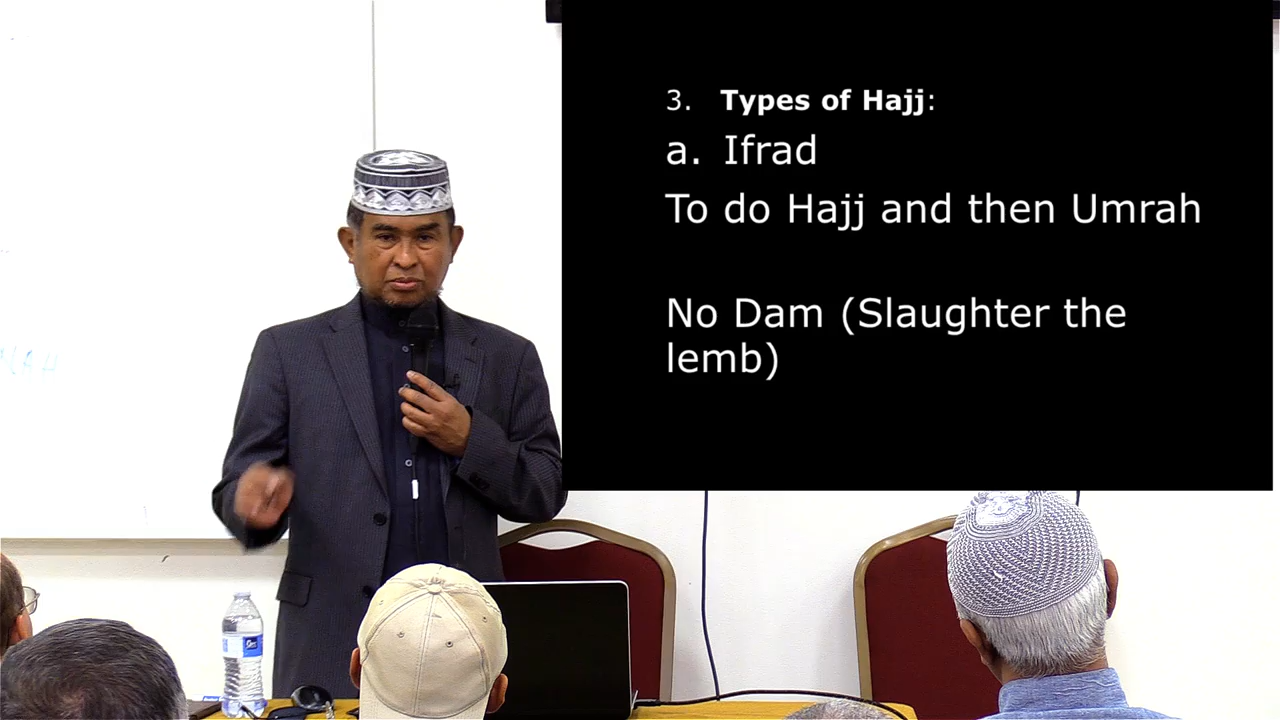 3. Types of Hajj:
a. Ifrad
To do Hajj and then Umrah
No Dam (Slaughter the
lemb)